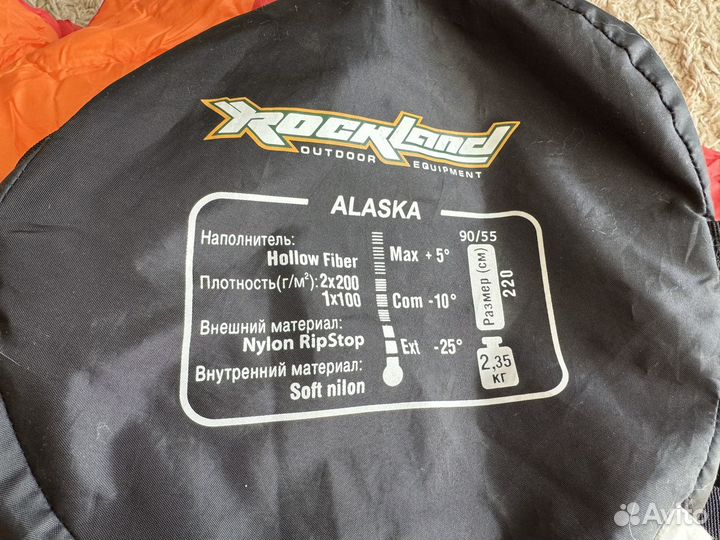 ROCKLAND
OUTDOOR EQUIPMENT
ALASKA
Наполнитель:
Hollow Fiber
Плотность(г/м²):2x200
1x100
Внешний материал:
Nylon RipStop
Внутренний материал:
Soft nilon
Max + 5°
Com -10°
Ext -25°
90/55
Размер (см)
220
2,35
КГ
Avito